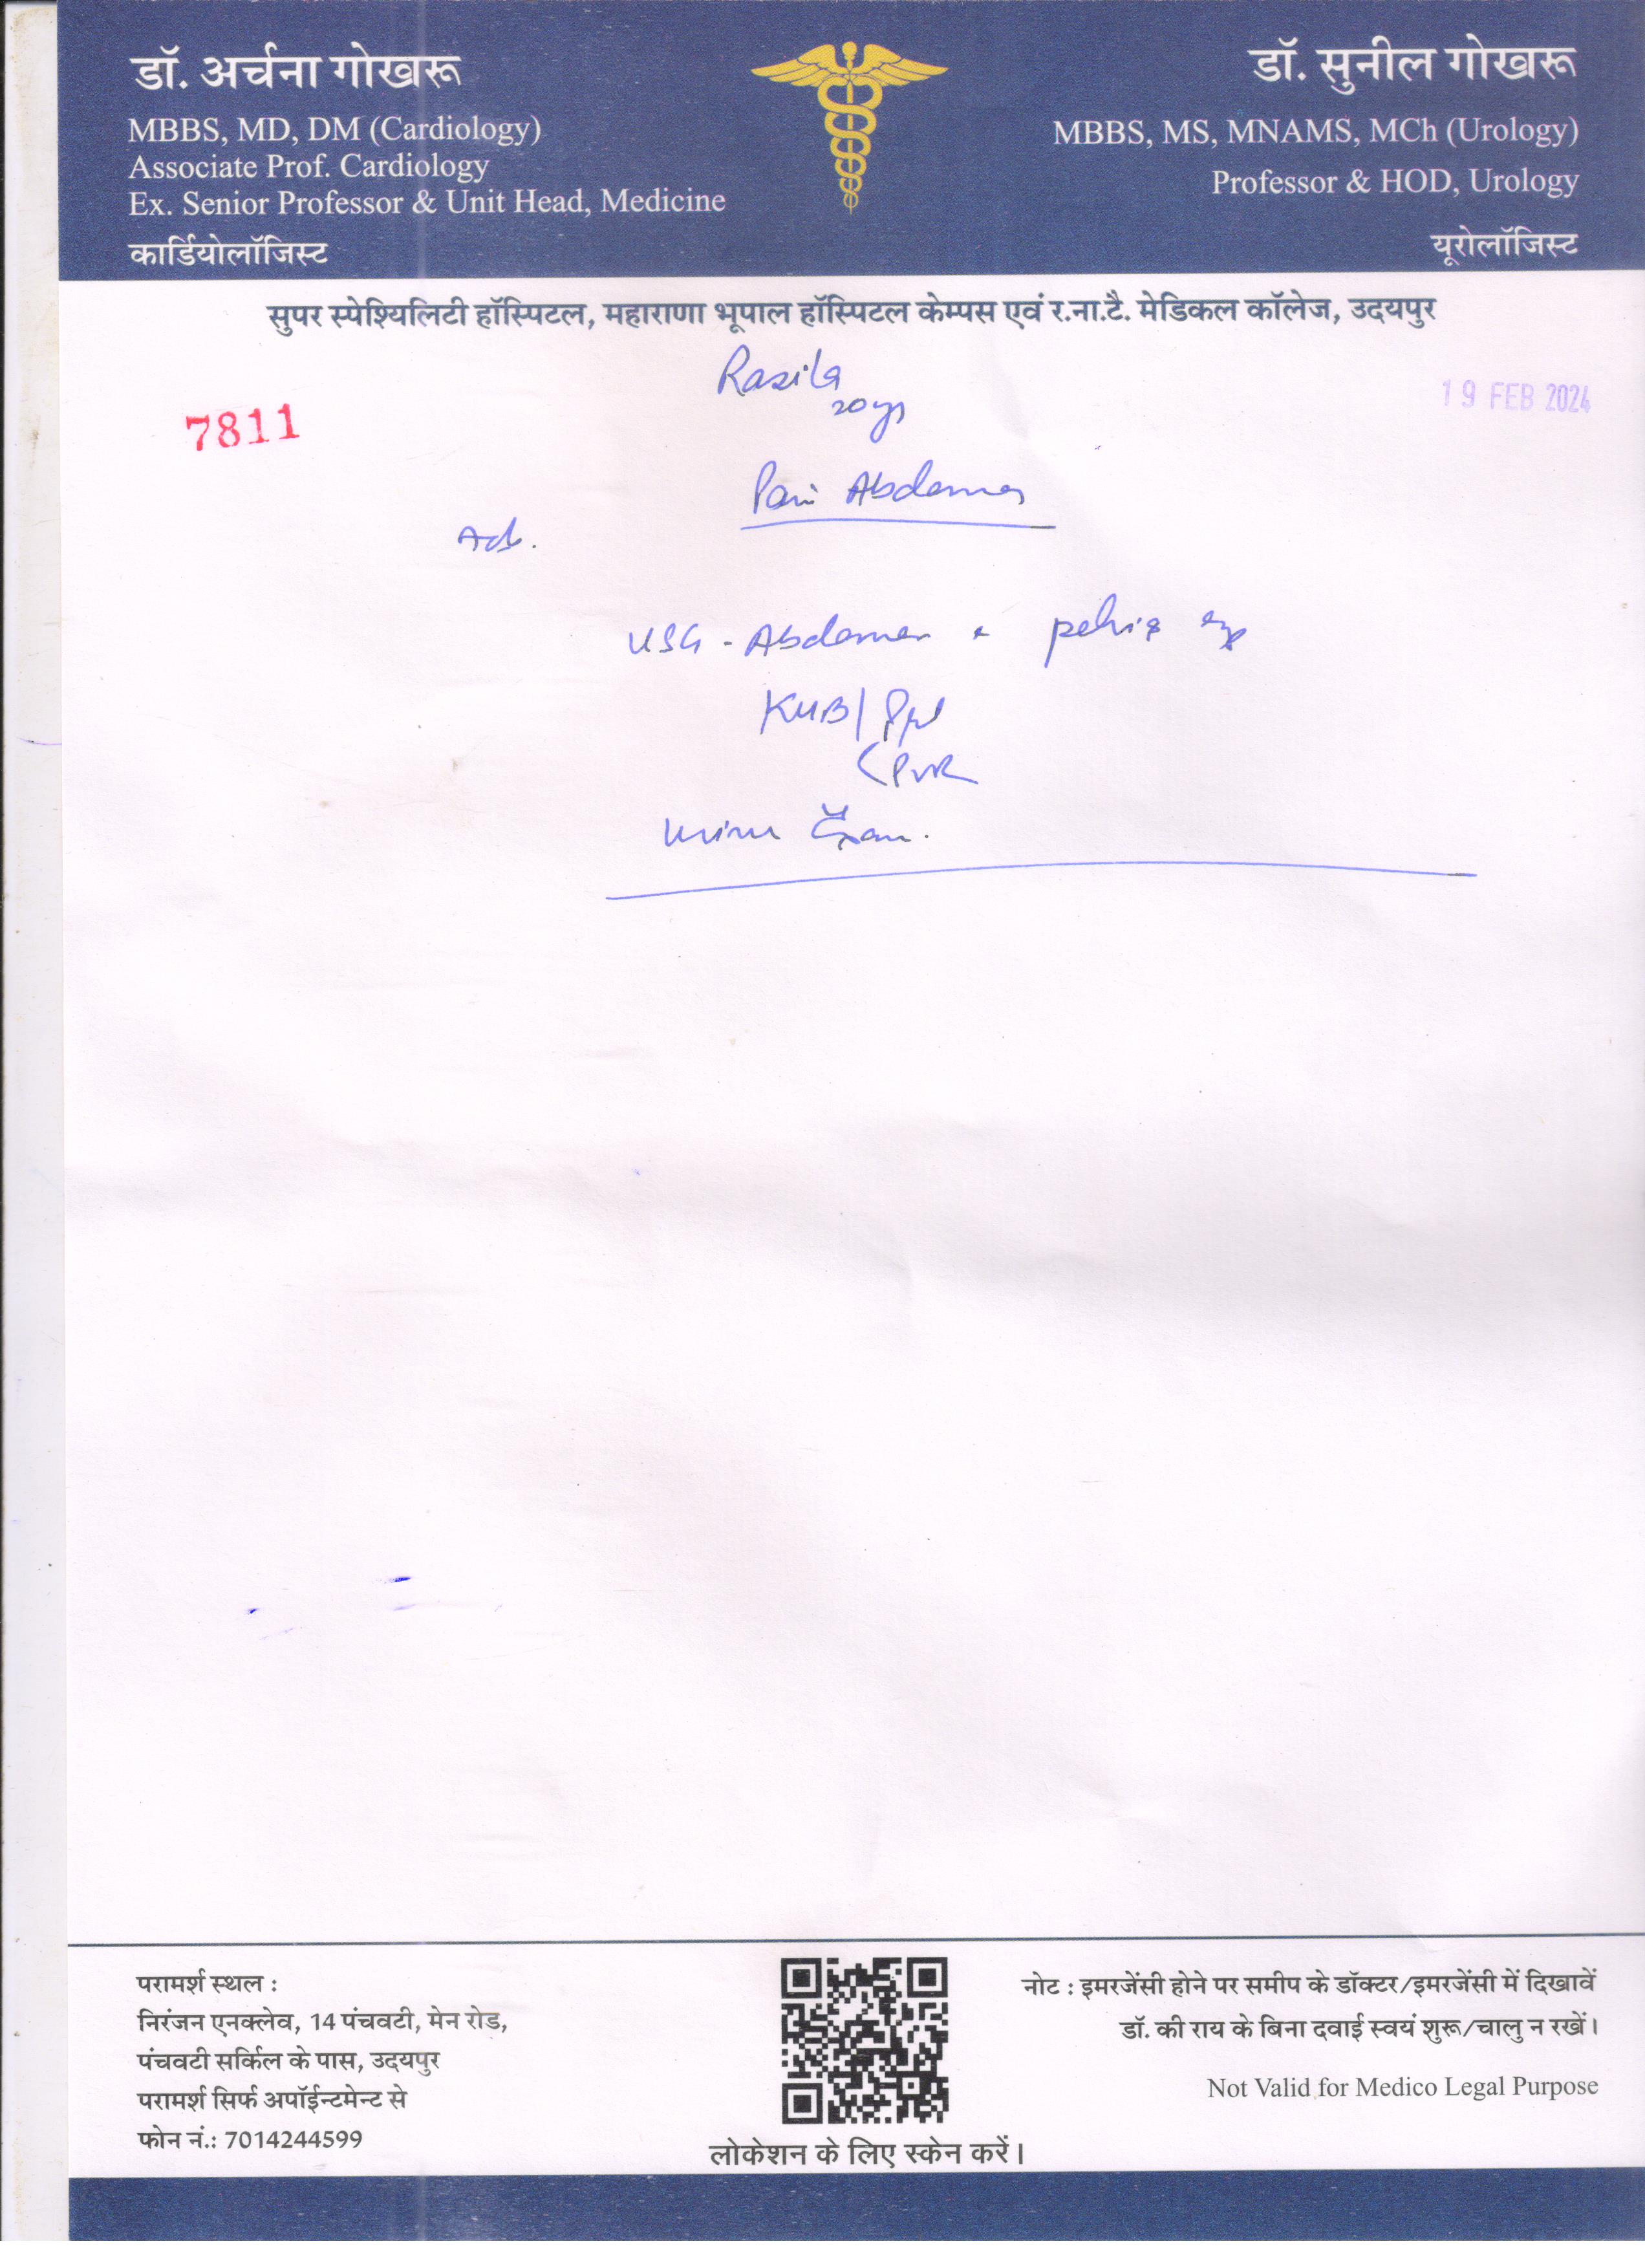 डॉ. अर्चना गोखरू
MBBS, MD, DM (Cardiology)
Associate Prof. Cardiology
Ex. Senior Professor & Unit Head, Medicine
कार्डियोलॉजिस्ट
डॉ. सुनील गोखरू
MBBS, MS, MNAMS, MCh (Urology)
Professor & HOD, Urology
यूरोलॉजिस्ट
सुपर स्पेश्यिलिटी हॉस्पिटल, महाराणा भूपाल हॉस्पिटल केम्पस एवं र.ना.टै. मेडिकल कॉलेज, उदयपुर
7811
Rasila
20 yrs
19 FEB 2024
Pain Abdomen
Adv.
USG - Abdomen & pelvis
KUB/
PVR
Urine Exam.
परामर्श स्थल :
निरंजन एनक्लेव, 14 पंचवटी, मेन रोड,
पंचवटी सर्किल के पास, उदयपुर
परामर्श सिर्फ अपॉईन्टमेन्ट से
फोन नं.: 7014244599
लोकेशन के लिए स्केन करें।
नोट : इमरजेंसी होने पर समीप के डॉक्टर/इमरजेंसी में दिखावें
डॉ. की राय के बिना दवाई स्वयं शुरू/चालु न रखें।
Not Valid for Medico Legal Purpose